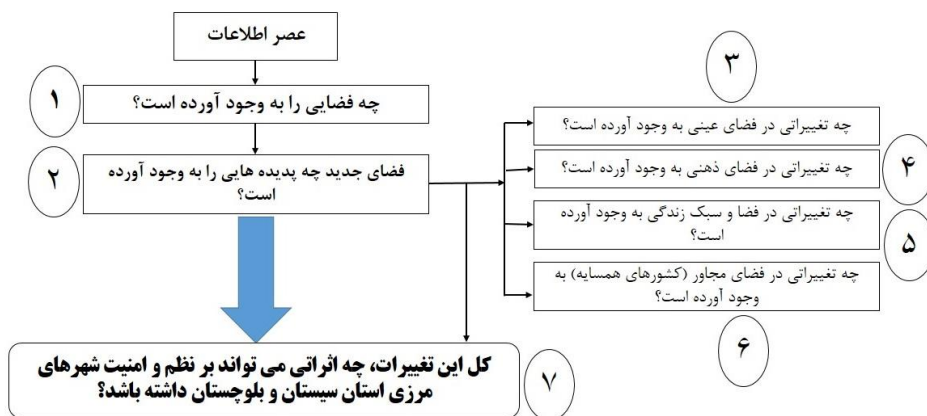 عصر اطلاعات
۱
چه فضایی را به وجود آورده است؟
۲
فضای جدید چه پدیده هایی را به وجود آورده
است؟
۳
چه تغییراتی در فضای عینی به وجود آورده است؟
چه تغییراتی در فضای ذهنی به وجود آورده است؟
۴
چه تغییراتی در فضا و سبک زندگی به وجود آورده
است؟
۵
چه تغییراتی در فضای مجاور (کشورهای همسایه) به
وجود آورده است؟
۶
کل این تغییرات، چه اثراتی می تواند بر نظم و امنیت شهرهای
مرزی استان سیستان و بلوچستان داشته باشد؟
۷